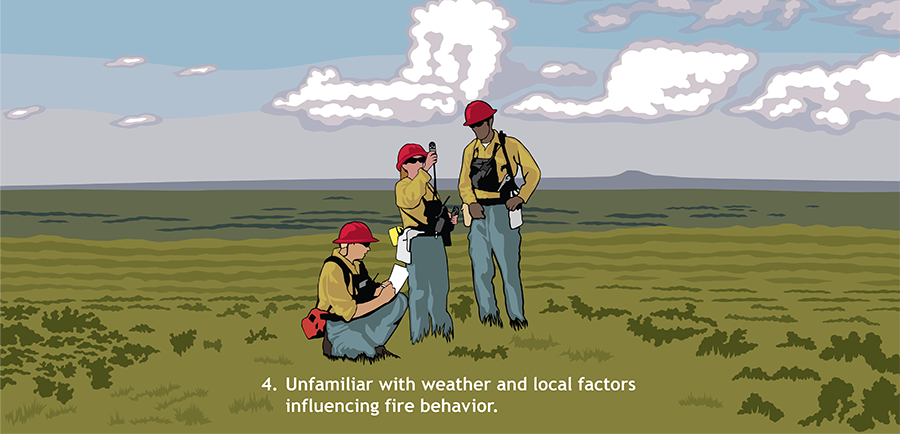 4. Unfamiliar with weather and local factors
influencing fire behavior.